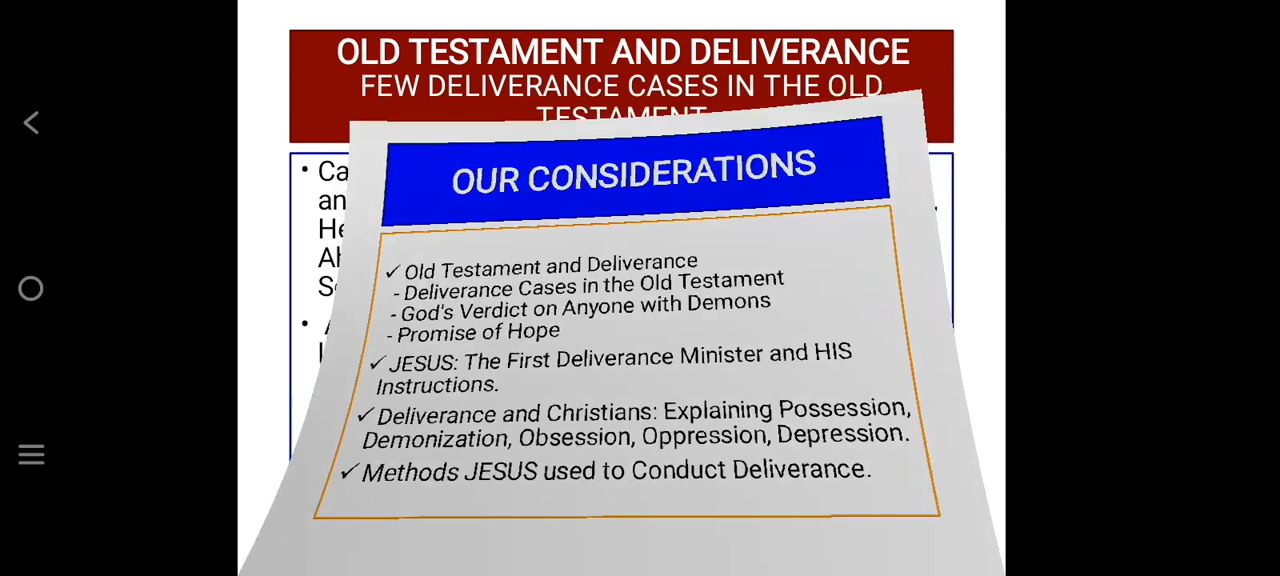 OLD TESTAMENT AND DELIVERANCE
FEW DELIVERANCE CASES IN THE OLD
TESTAMENT
OUR CONSIDERATIONS
✓ Old Testament and Deliverance
- Deliverance Cases in the Old Testament
- God's Verdict on Anyone with Demons
- Promise of Hope
✓ JESUS: The First Deliverance Minister and HIS
Instructions.
✓ Deliverance and Christians: Explaining Possession,
Demonization, Obsession, Oppression, Depression.
✓ Methods JESUS used to Conduct Deliverance.